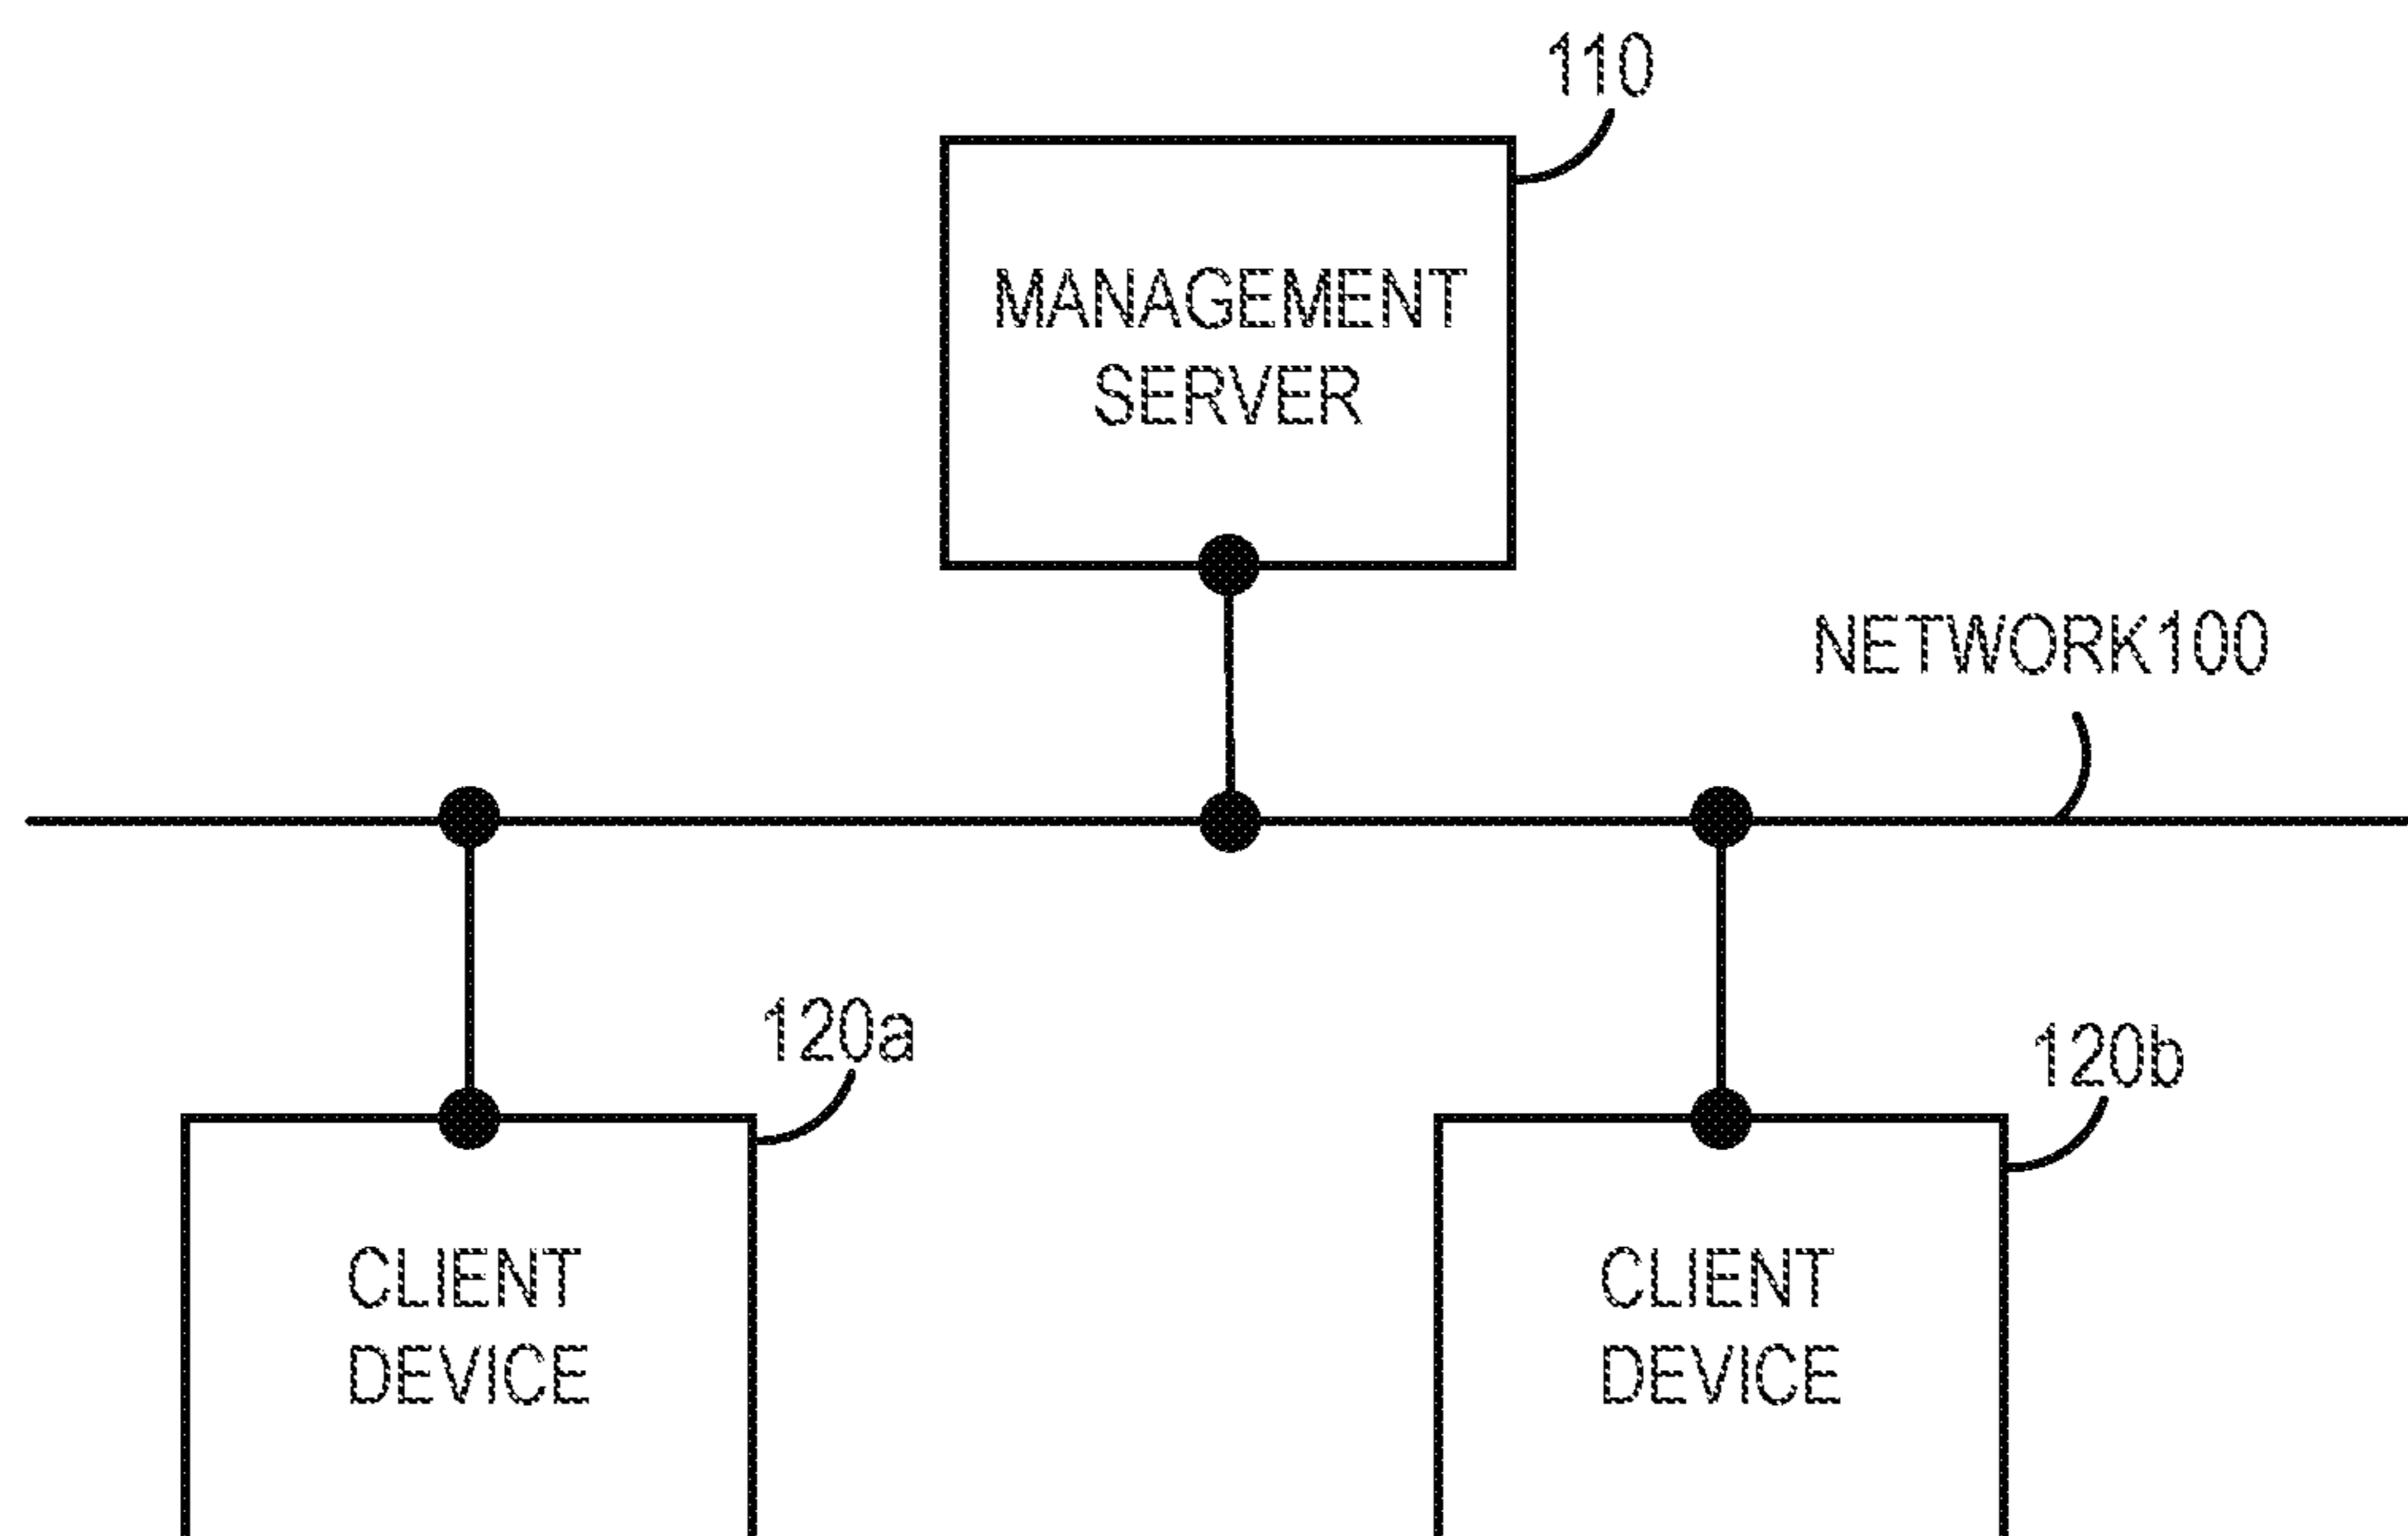 110
MANAGEMENT
SERVER
NETWORK100
120a
120b
CLIENT
DEVICE
CLIENT
DEVICE